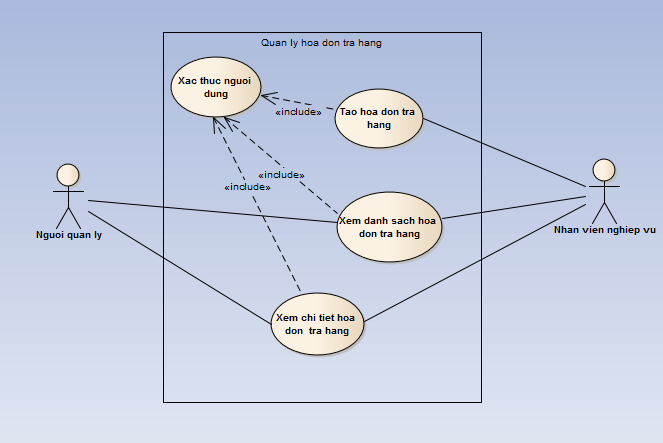 Quan ly hoa don tra hang
Xac thuc nguoi
dung
«include»
Tao hoa don tra
hang
«include»
«include»
Xem danh sach hoa
don tra hang
Nguoi quan ly
Nhan vien nghiep vu
Xem chi tiet hoa
don tra hang